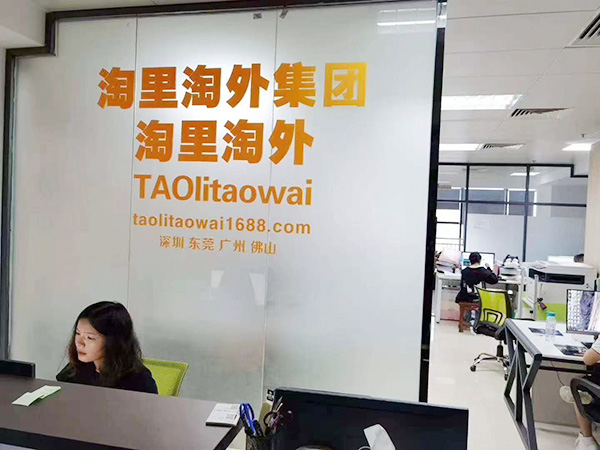 淘里淘外集团
淘里淘外
TAOlitaowai
taolitaowai1688.com
深圳 东莞 广州 佛山